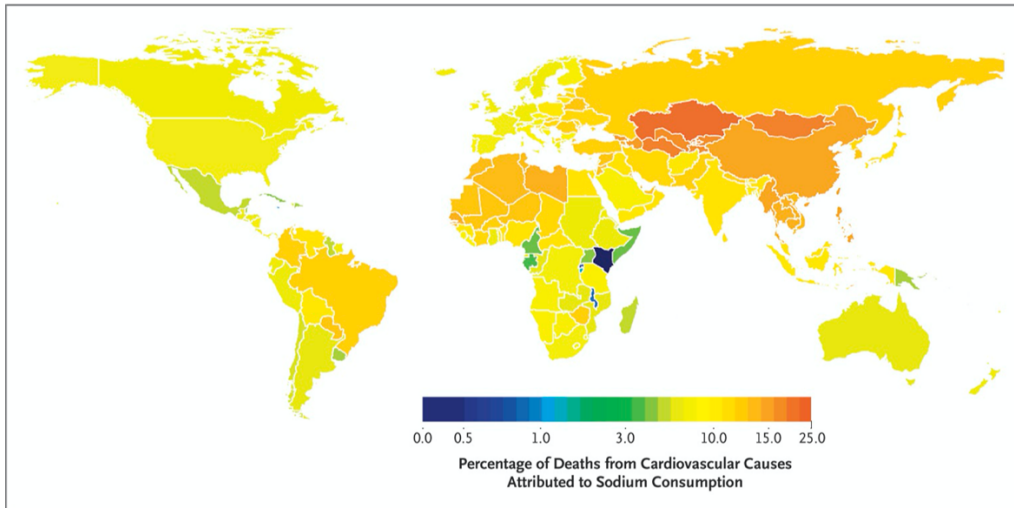 0.0 0.5 1.0 3.0 10.0 15.0 25.0
Percentage of Deaths from Cardiovascular Causes
Attributed to Sodium Consumption